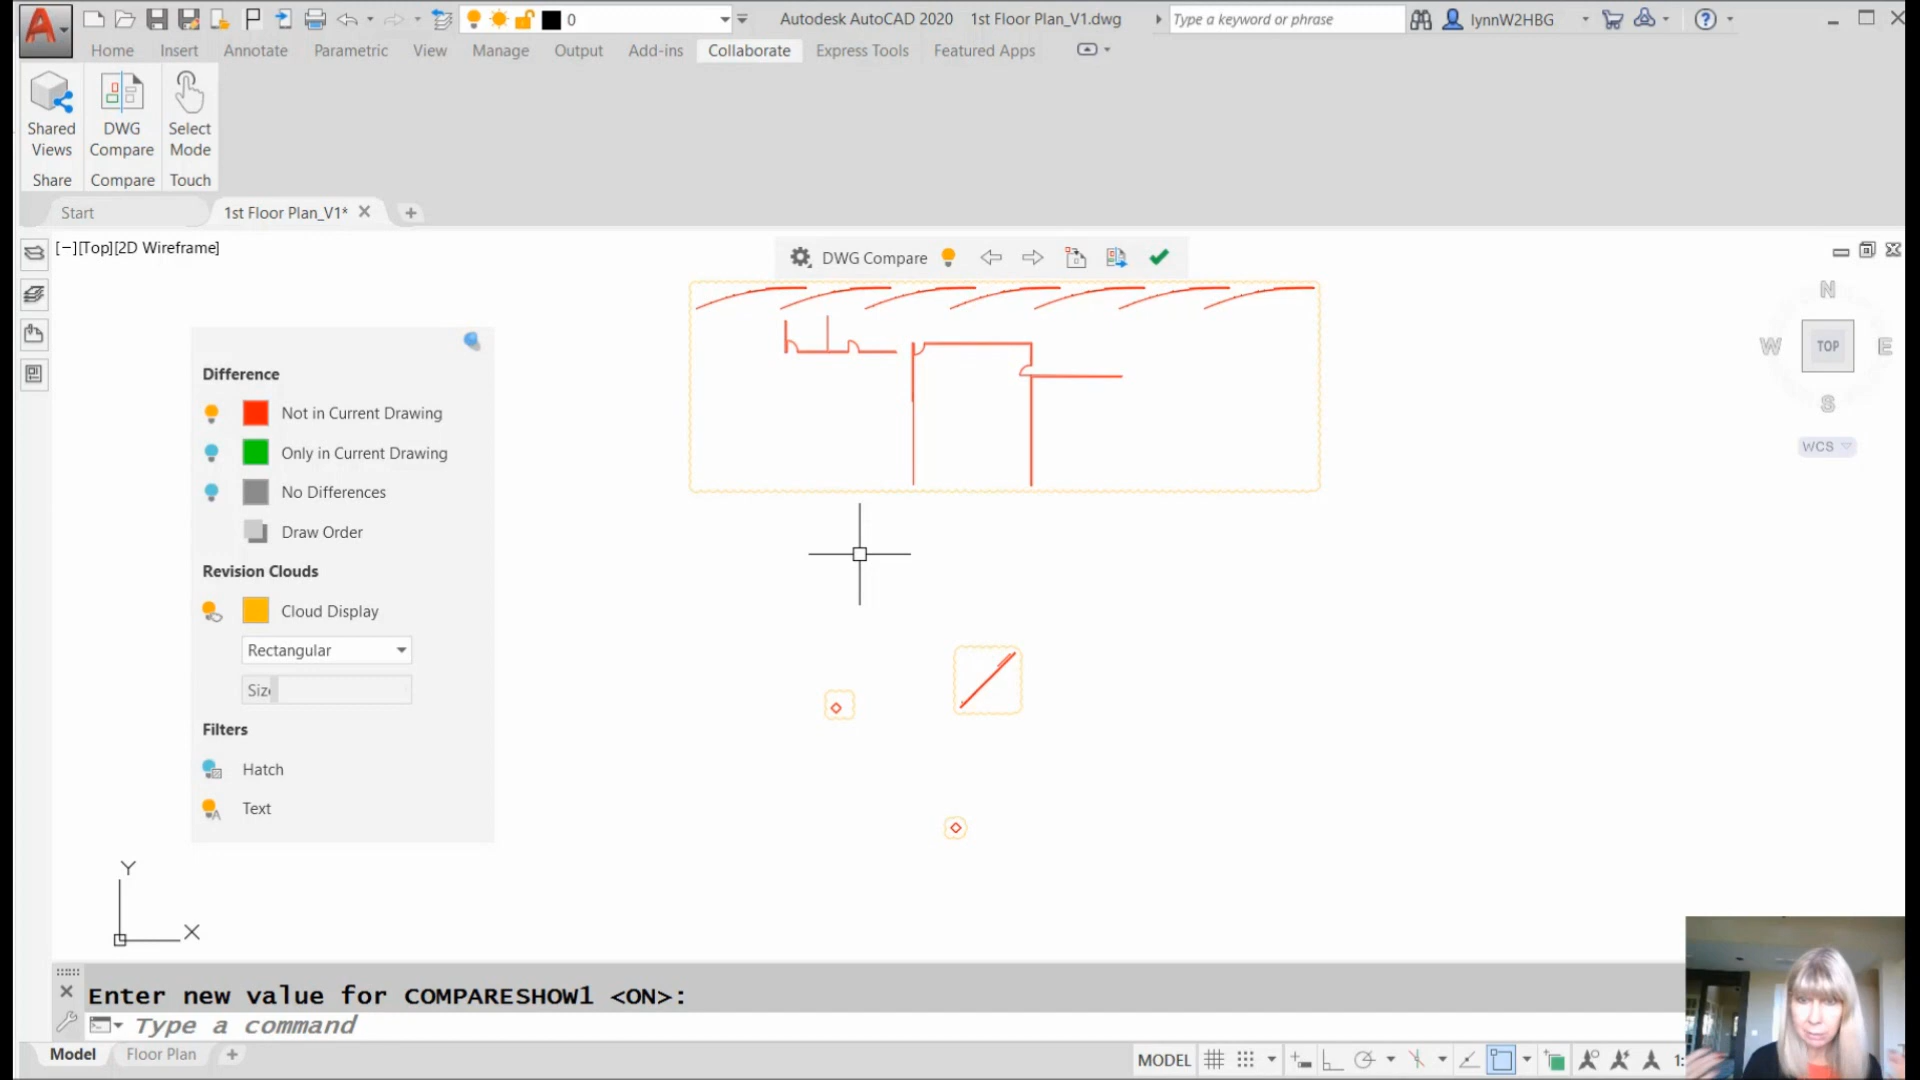 A 0 Autodesk AutoCAD 2020 1st Floor Plan_V1.dwg Type a keyword or phrase lynnW2HBG
Home Insert Annotate Parametric View Manage Output Add-ins Collaborate Express Tools Featured Apps
Shared Views DWG Compare Select Mode
Share Compare Touch
Start 1st Floor Plan_V1*
[−][Top][2D Wireframe]
DWG Compare
N
W TOP E
S
WCS
Difference
Not in Current Drawing
Only in Current Drawing
No Differences
Draw Order
Revision Clouds
Cloud Display
Rectangular
Size
Filters
Hatch
Text
Y
X
Enter new value for COMPARESHOW1 <ON>:
Type a command
Model Floor Plan
MODEL